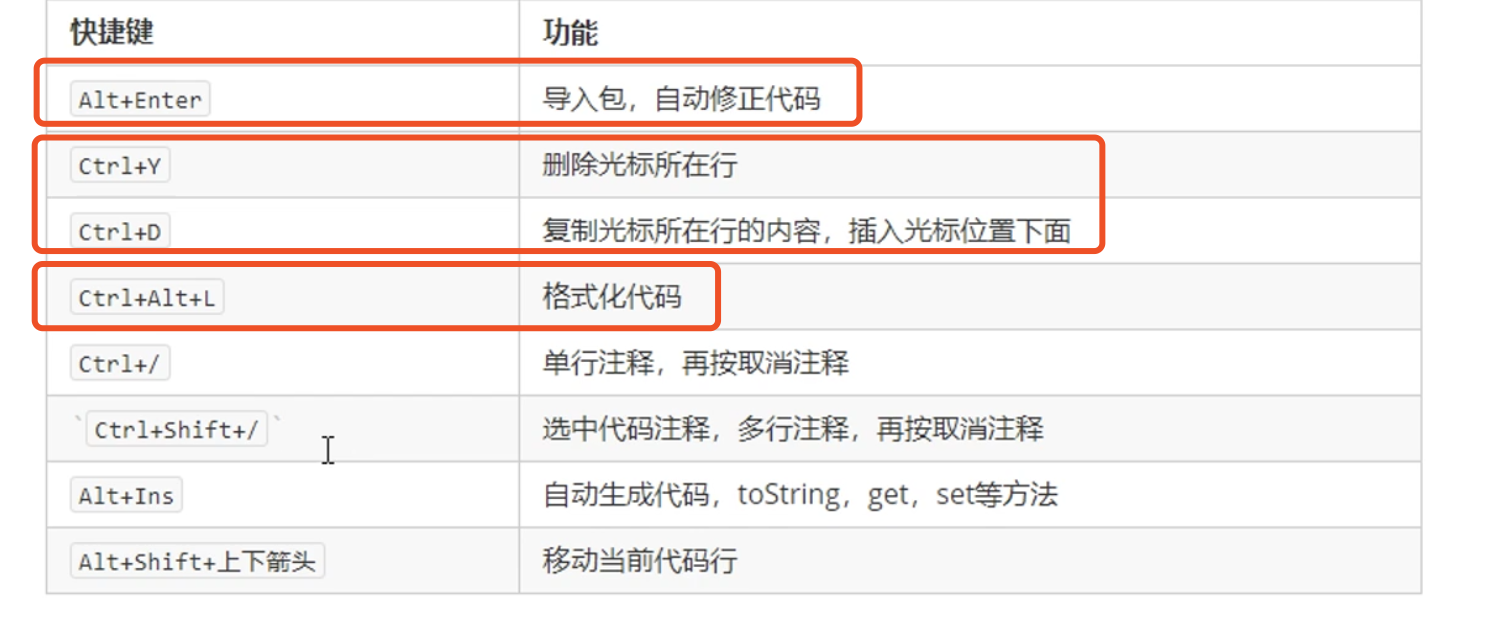 快捷键 功能
Alt+Enter 导入包，自动修正代码
Ctrl+Y 删除光标所在行
Ctrl+D 复制光标所在行的内容，插入光标位置下面
Ctrl+Alt+L 格式化代码
Ctrl+/ 单行注释，再按取消注释
`Ctrl+Shift+/` 选中代码注释，多行注释，再按取消注释
Alt+Ins 自动生成代码，toString，get，set等方法
Alt+Shift+上下箭头 移动当前代码行